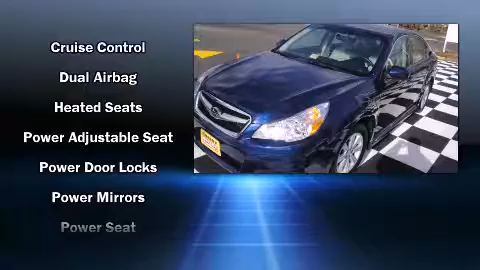 Cruise Control
Dual Airbag
Heated Seats
Power Adjustable Seat
Power Door Locks
Power Mirrors
Power Seat